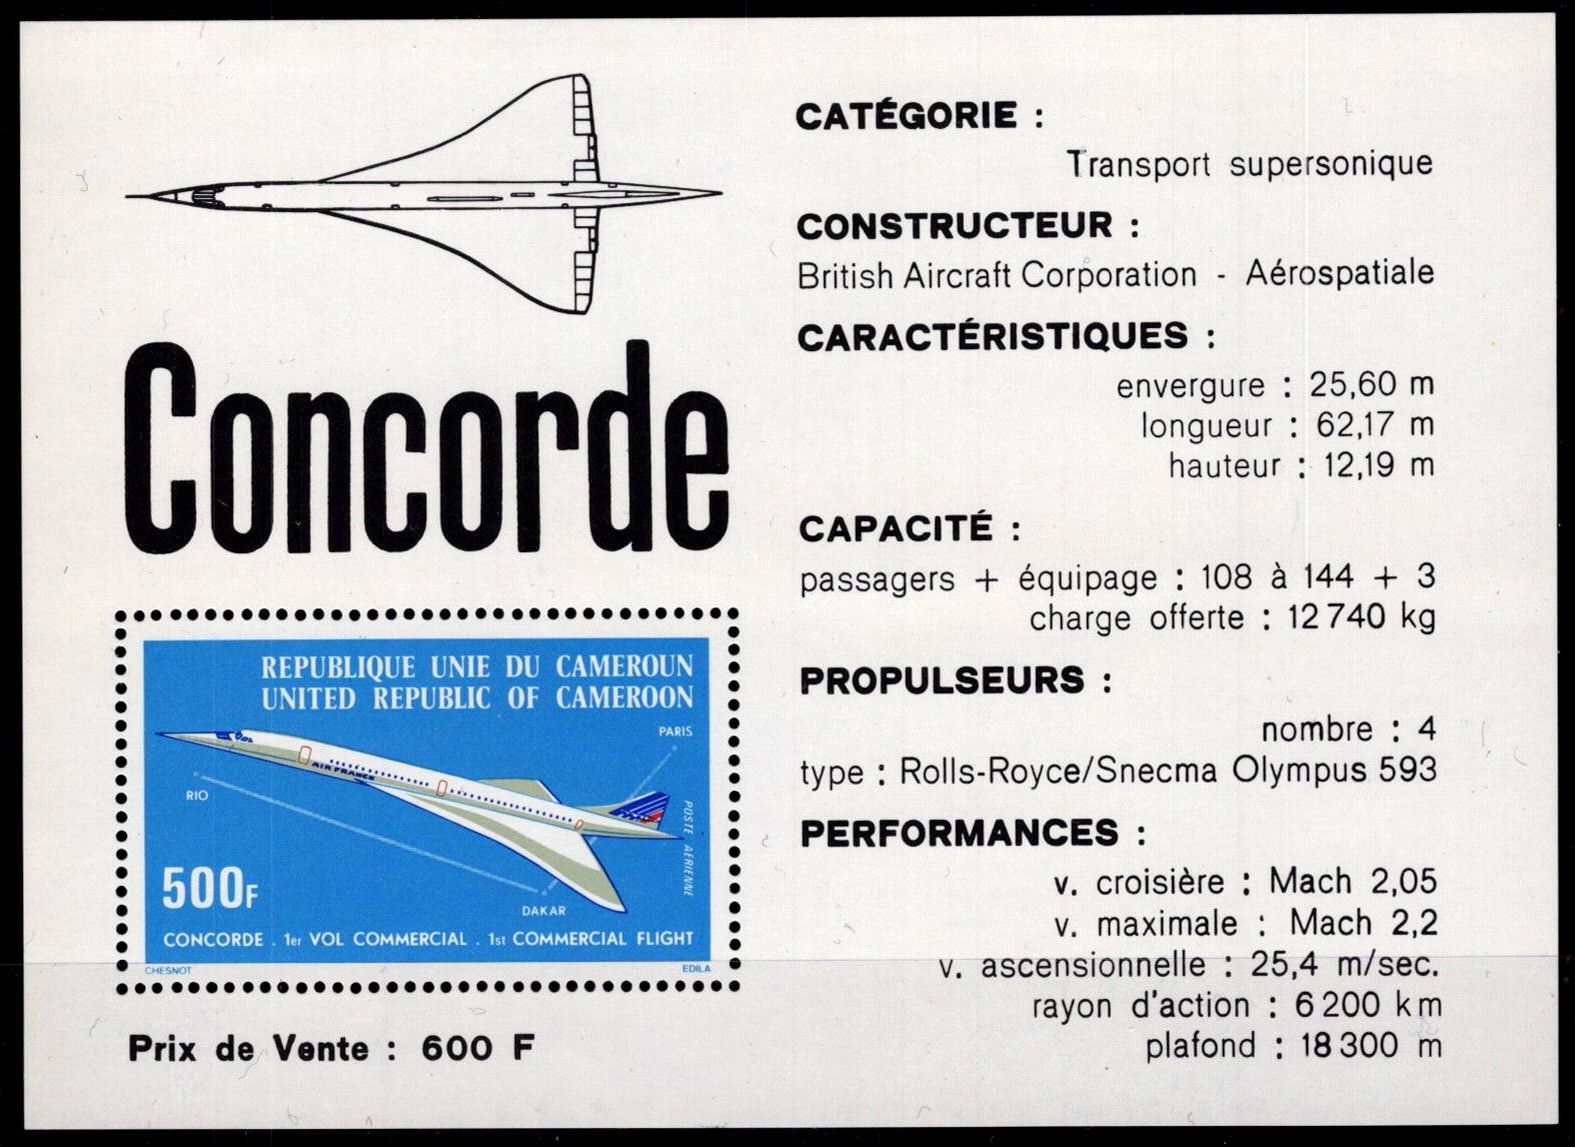 Concorde
REPUBLIQUE UNIE DU CAMEROUN
UNITED REPUBLIC OF CAMEROON
PARIS
AIR FRANCE
RIO
POSTE AÉRIENNE
500F
DAKAR
CONCORDE . 1er VOL COMMERCIAL . 1st COMMERCIAL FLIGHT
CHESNOT
EDILA
Prix de Vente : 600 F
CATÉGORIE :
Transport supersonique
CONSTRUCTEUR :
British Aircraft Corporation - Aérospatiale
CARACTÉRISTIQUES :
envergure : 25,60 m
longueur : 62,17 m
hauteur : 12,19 m
CAPACITÉ :
passagers + équipage : 108 à 144 + 3
charge offerte : 12 740 kg
PROPULSEURS :
nombre : 4
type : Rolls-Royce/Snecma Olympus 593
PERFORMANCES :
v. croisière : Mach 2,05
v. maximale : Mach 2,2
v. ascensionnelle : 25,4 m/sec.
rayon d'action : 6 200 km
plafond : 18 300 m